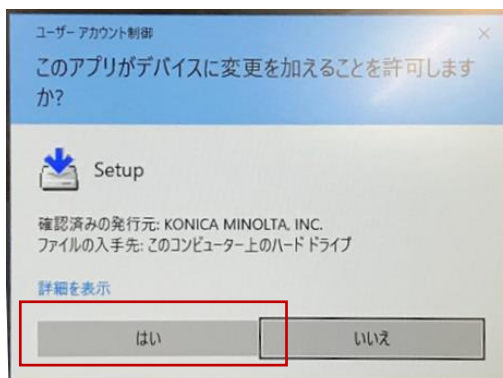 ユーザー アカウント制御
このアプリがデバイスに変更を加えることを許可します
か?
Setup
確認済みの発行元: KONICA MINOLTA, INC.
ファイルの入手先: このコンピューター上のハード ドライブ
詳細を表示
はい
いいえ